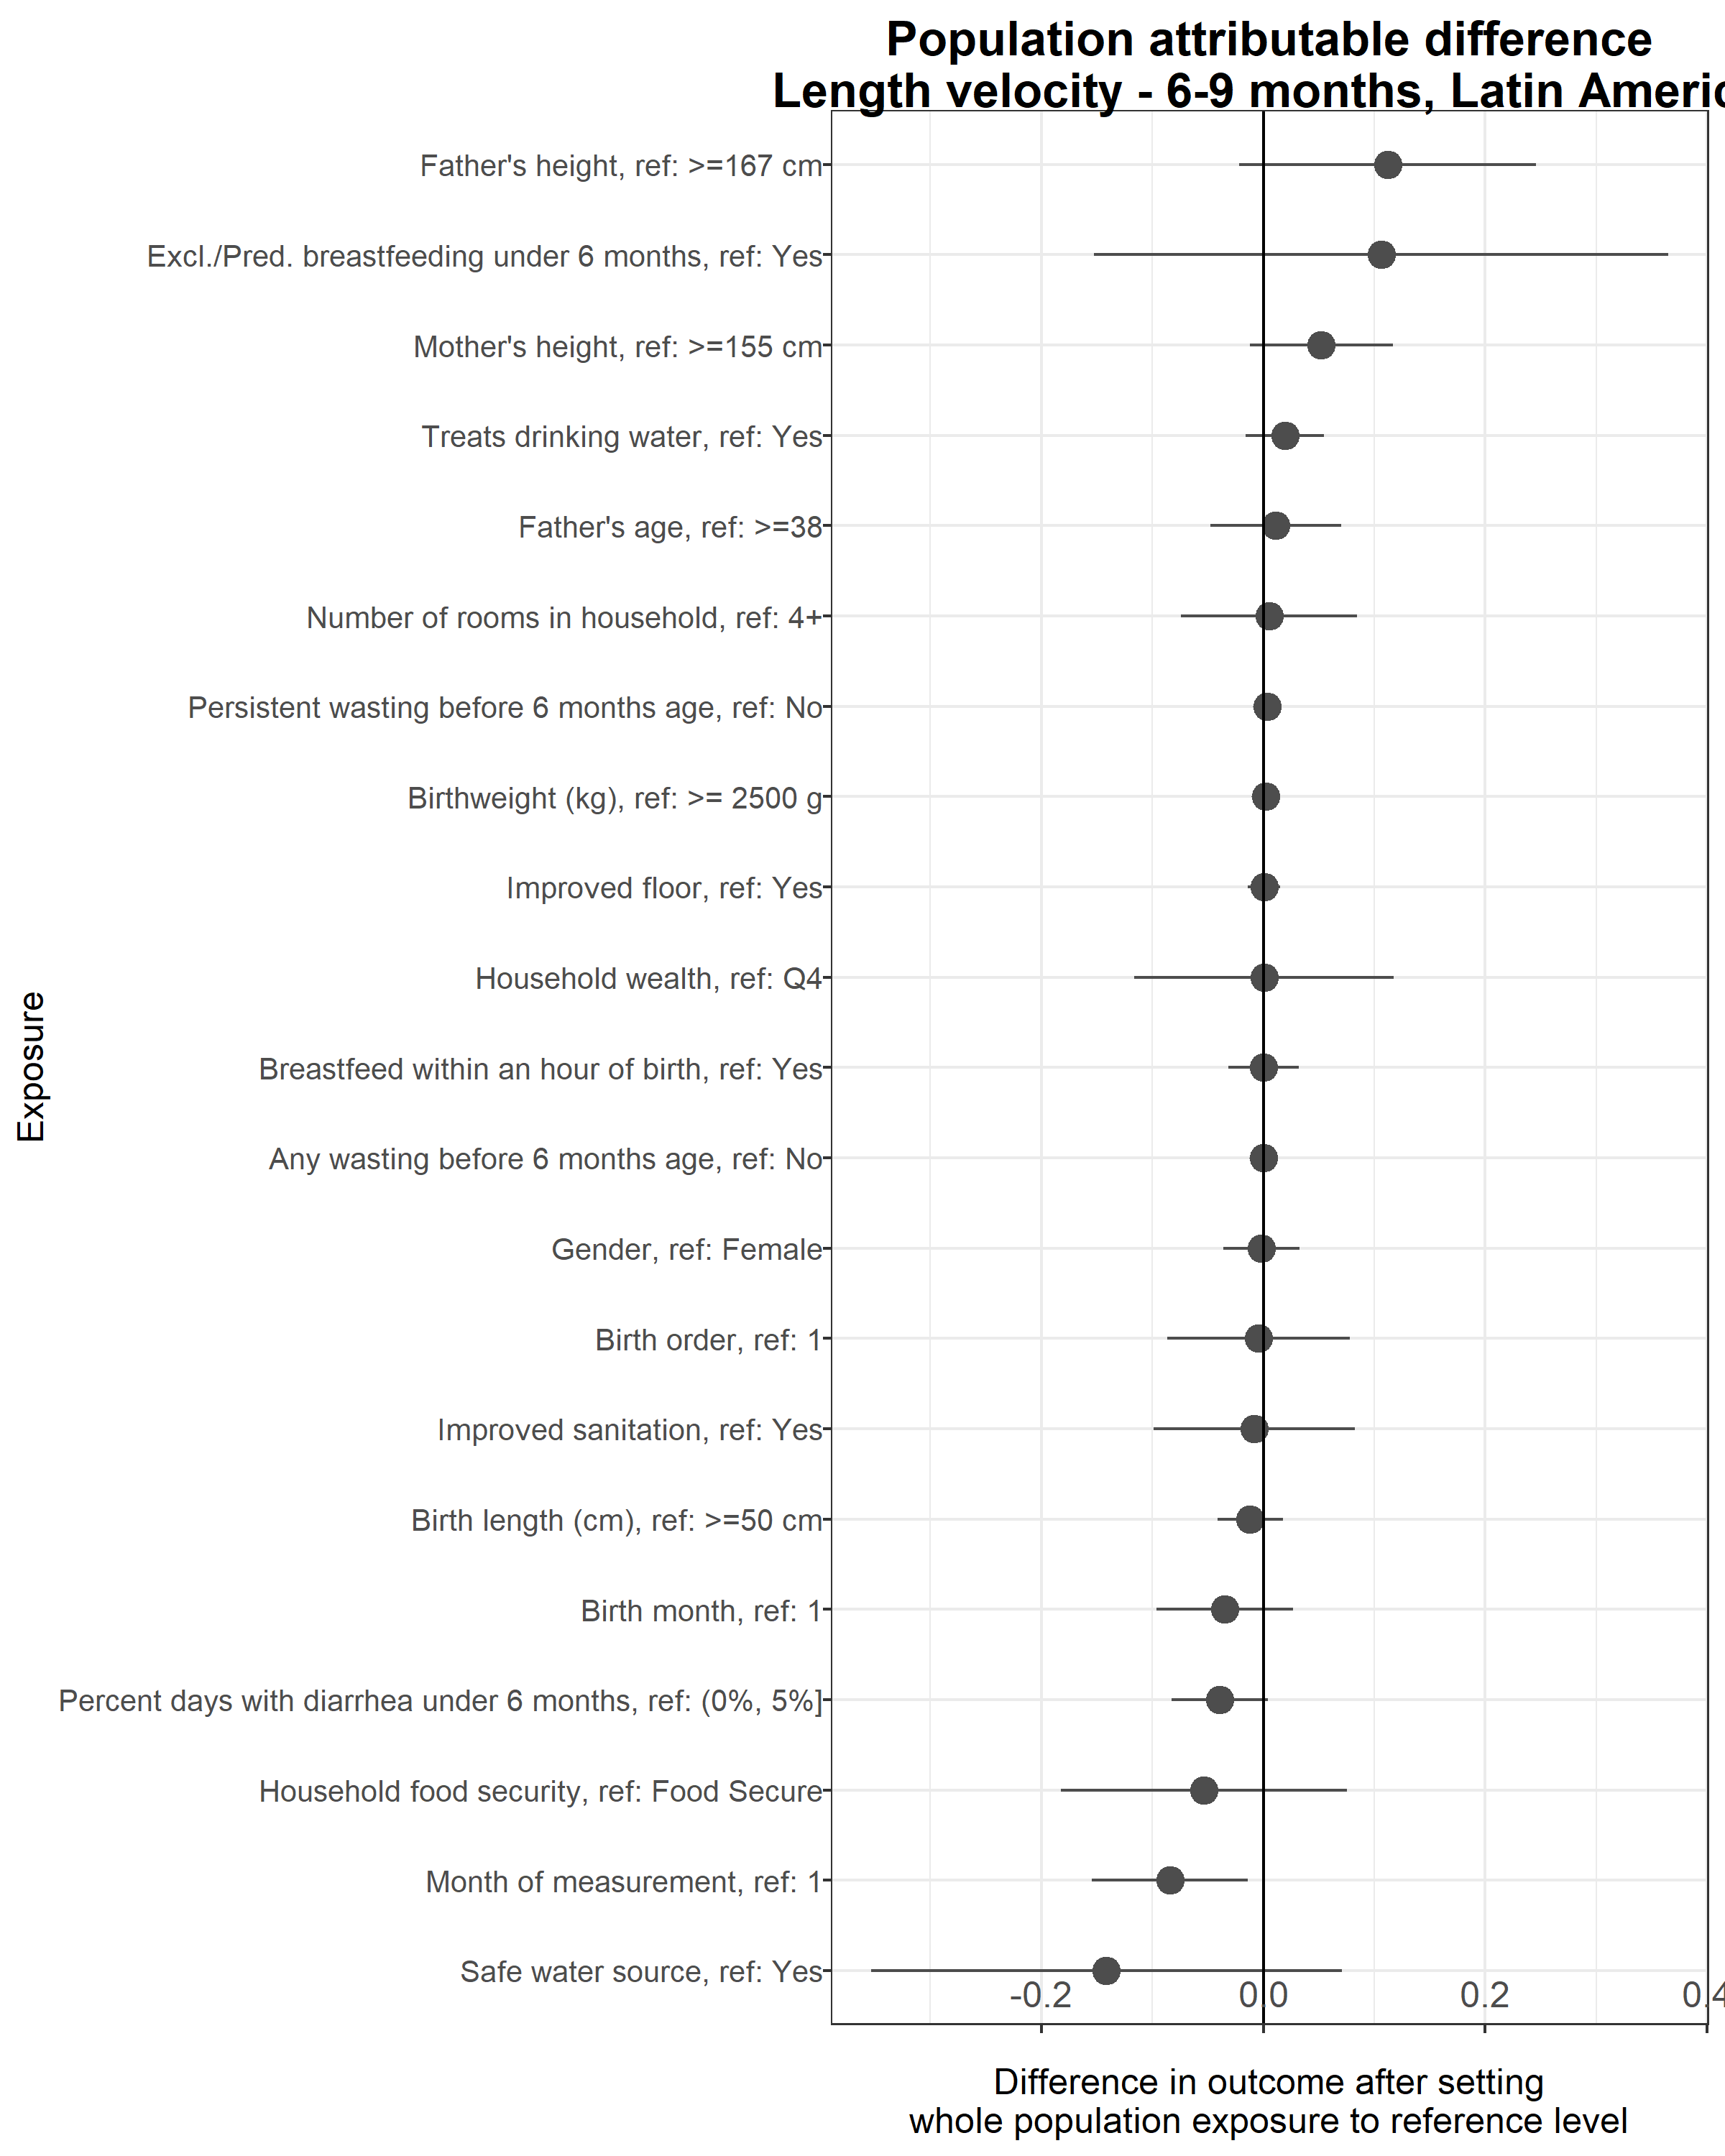 Population attributable difference
Length velocity - 6-9 months, Latin Americ
Father's height, ref: >=167 cm
Excl./Pred. breastfeeding under 6 months, ref: Yes
Mother's height, ref: >=155 cm
Treats drinking water, ref: Yes
Father's age, ref: >=38
Number of rooms in household, ref: 4+
Persistent wasting before 6 months age, ref: No
Birthweight (kg), ref: >= 2500 g
Improved floor, ref: Yes
Household wealth, ref: Q4
Breastfeed within an hour of birth, ref: Yes
Any wasting before 6 months age, ref: No
Gender, ref: Female
Birth order, ref: 1
Improved sanitation, ref: Yes
Birth length (cm), ref: >=50 cm
Birth month, ref: 1
Percent days with diarrhea under 6 months, ref: (0%, 5%]
Household food security, ref: Food Secure
Month of measurement, ref: 1
Safe water source, ref: Yes
Exposure
-0.2 0.0 0.2 0.4
Difference in outcome after setting
whole population exposure to reference level